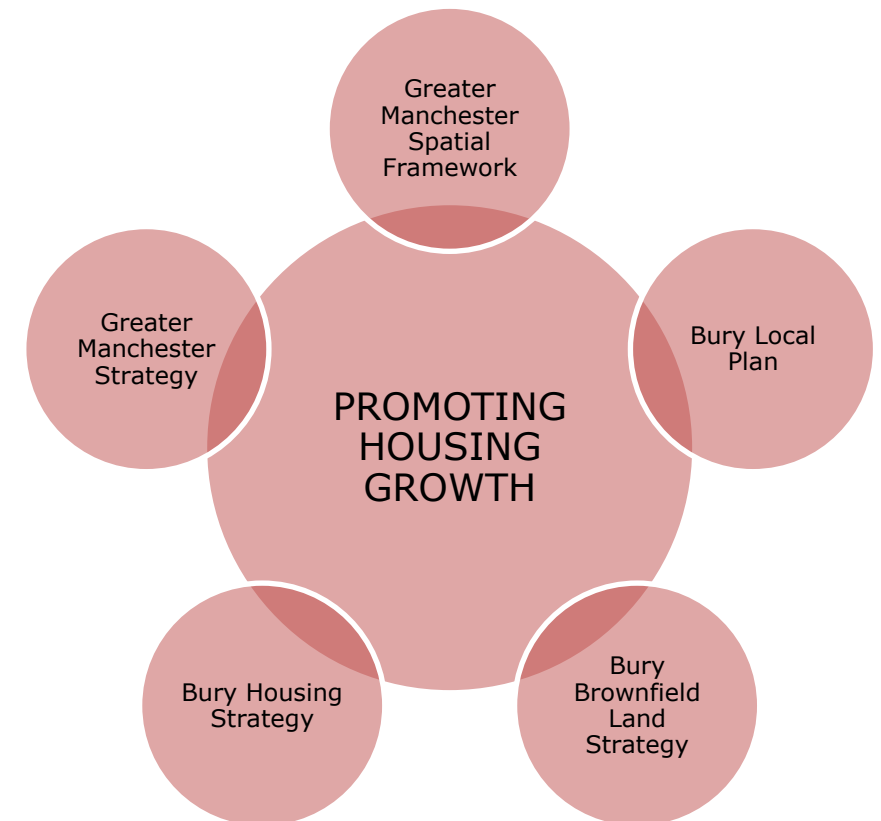 Greater
Manchester
Spatial
Framework
Greater
Manchester
Strategy
Bury Local
Plan
PROMOTING
HOUSING
GROWTH
Bury Housing
Strategy
Bury
Brownfield
Land
Strategy